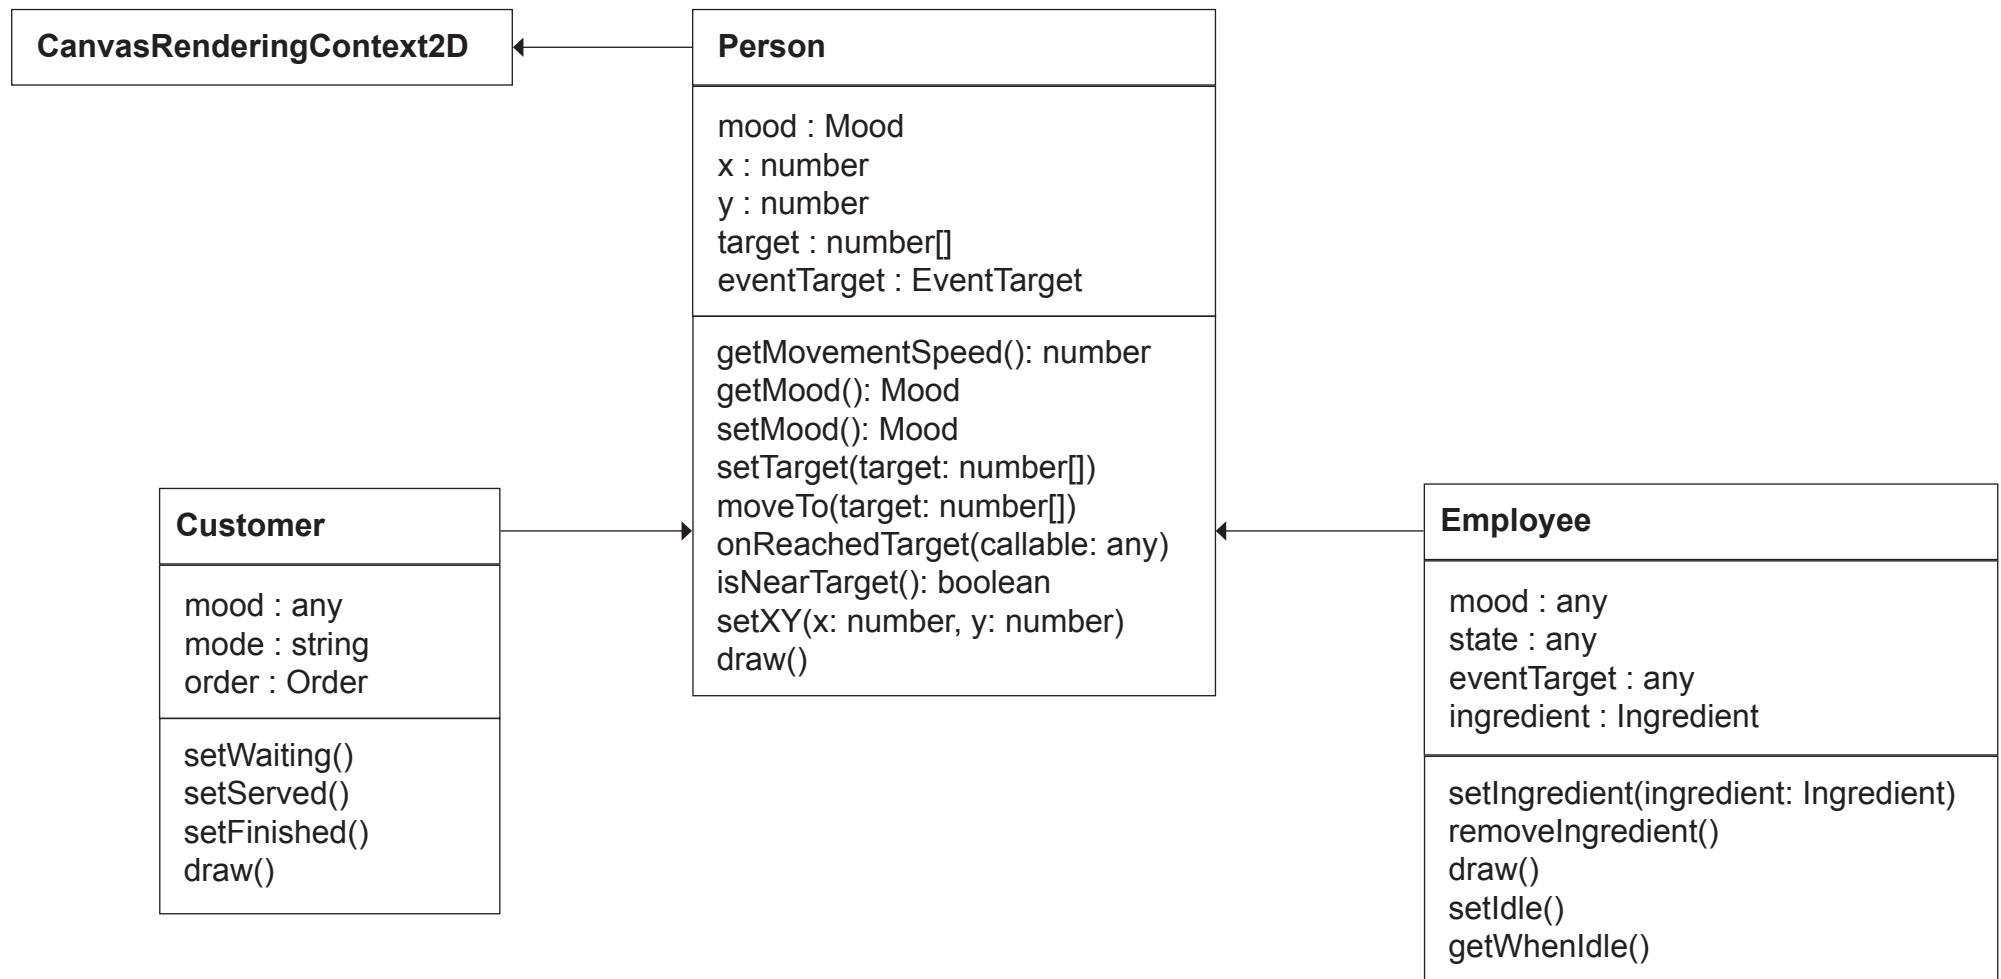 CanvasRenderingContext2D
Person
mood : Mood
x : number
y : number
target : number[]
eventTarget : EventTarget
getMovementSpeed(): number
getMood(): Mood
setMood(): Mood
setTarget(target: number[])
moveTo(target: number[])
onReachedTarget(callable: any)
isNearTarget(): boolean
setXY(x: number, y: number)
draw()
Customer
mood : any
mode : string
order : Order
setWaiting()
setServed()
setFinished()
draw()
Employee
mood : any
state : any
eventTarget : any
ingredient : Ingredient
setIngredient(ingredient: Ingredient)
removeIngredient()
draw()
setIdle()
getWhenIdle()